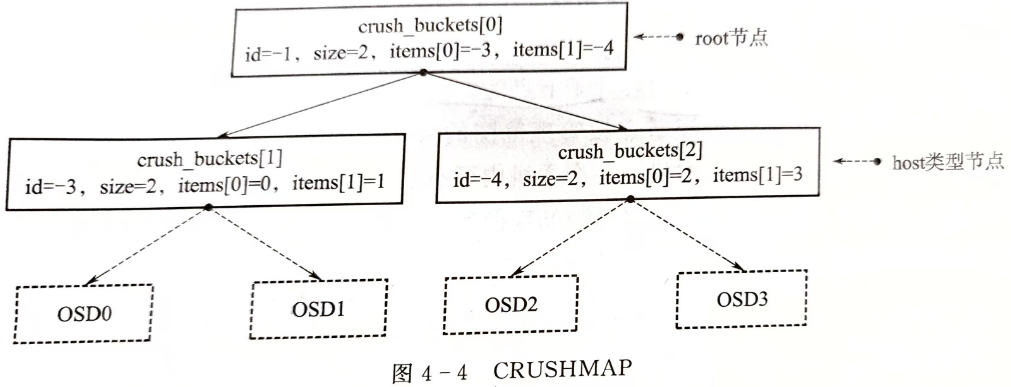 crush_buckets[0]
id=-1, size=2, items[0]=-3, items[1]=-4
root节点
crush_buckets[1]
id=-3, size=2, items[0]=0, items[1]=1
crush_buckets[2]
id=-4, size=2, items[0]=2, items[1]=3
host类型节点
OSD0
OSD1
OSD2
OSD3
图 4-4 CRUSHMAP